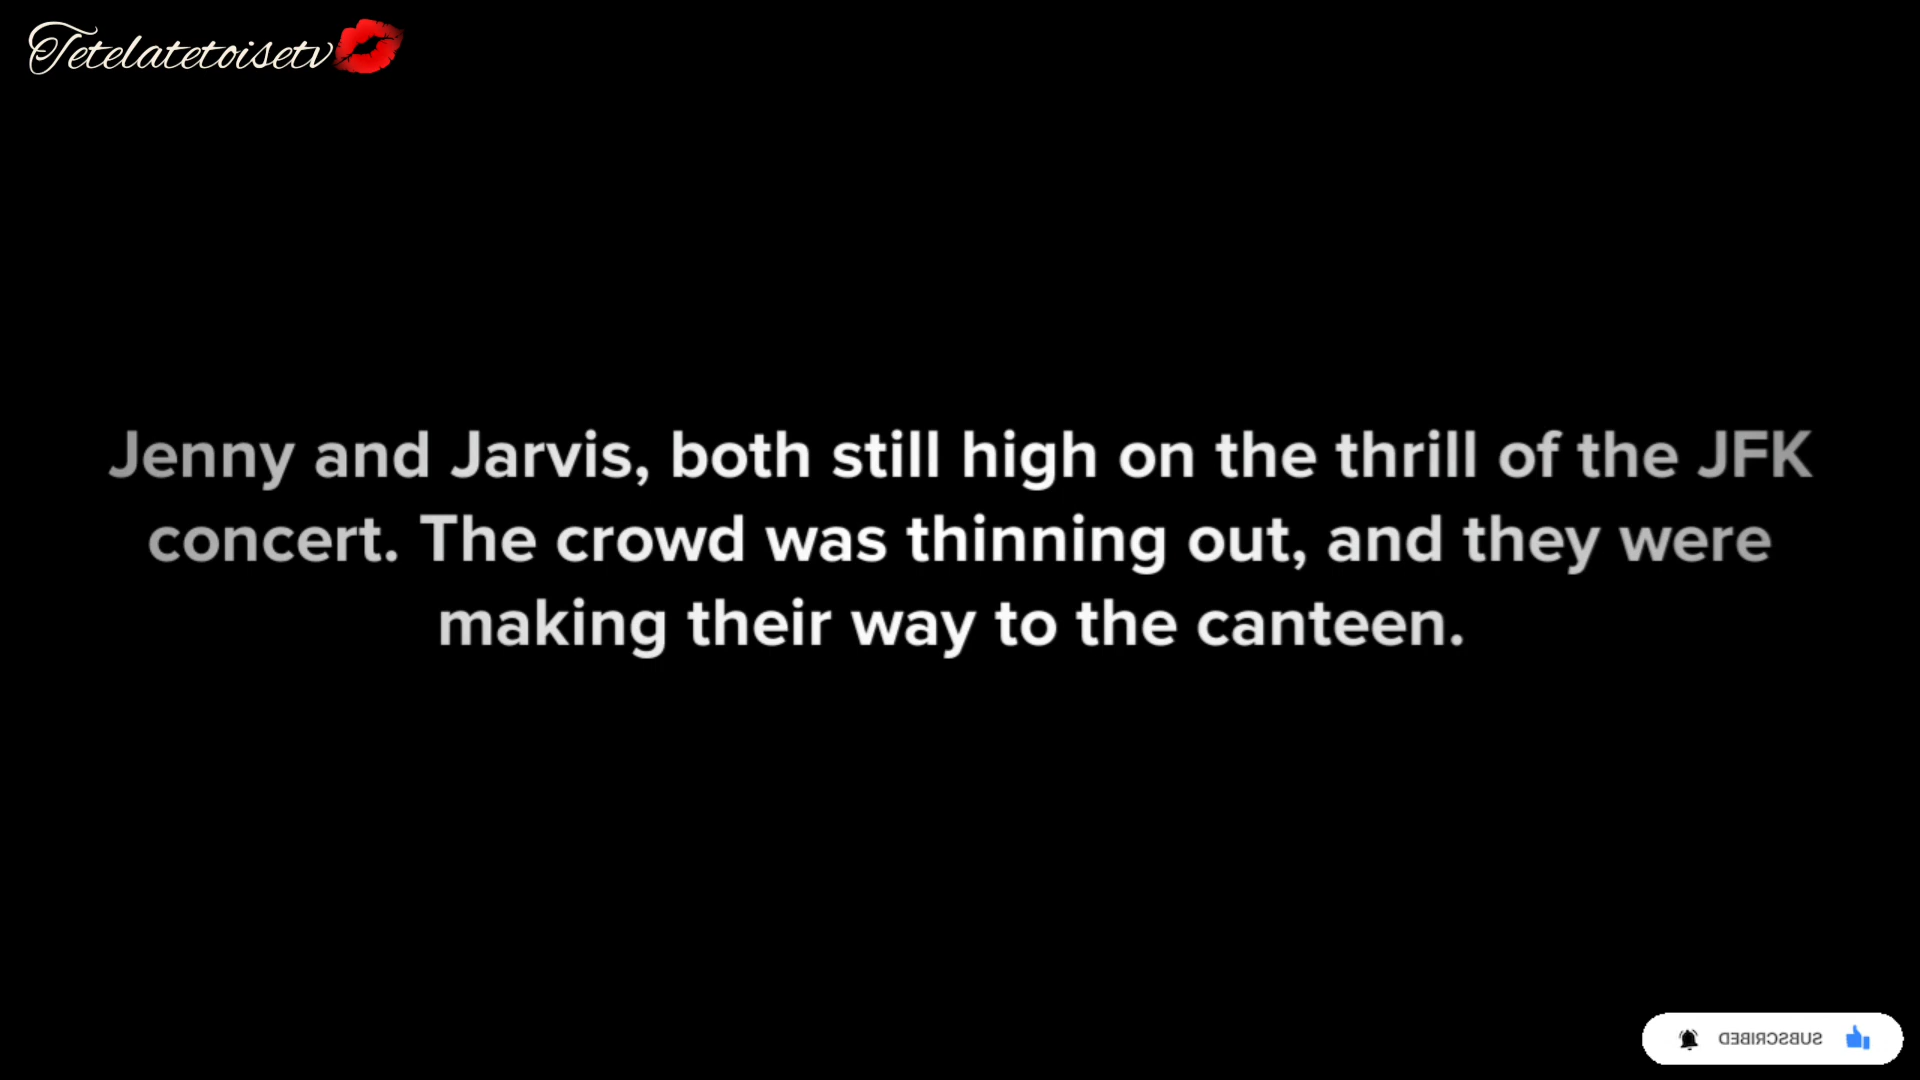 Tetelatetoisetv
Jenny and Jarvis, both still high on the thrill of the JFK
concert. The crowd was thinning out, and they were
making their way to the canteen.
SUBSCRIBED